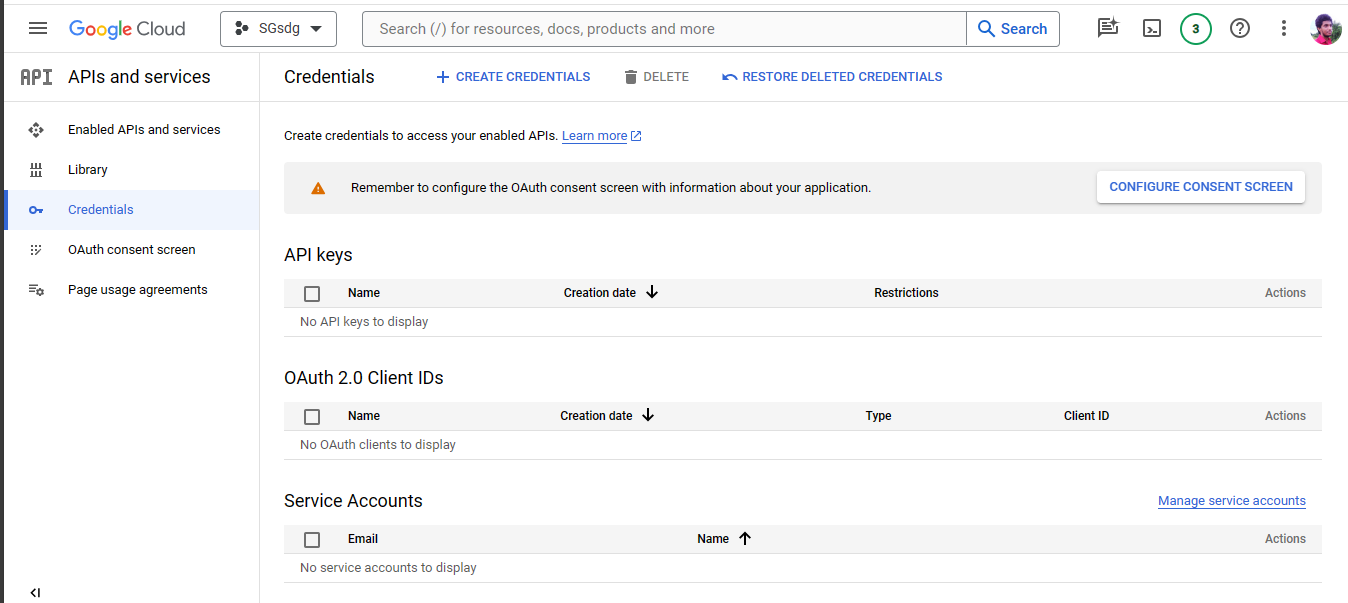 Google Cloud
SGsdg
Search (/) for resources, docs, products and more
Search
3
API APIs and services
Credentials
CREATE CREDENTIALS
DELETE
RESTORE DELETED CREDENTIALS
Enabled APIs and services
Library
Credentials
OAuth consent screen
Page usage agreements
Create credentials to access your enabled APIs. Learn more
Remember to configure the OAuth consent screen with information about your application.
CONFIGURE CONSENT SCREEN
API keys
Name Creation date Restrictions Actions
No API keys to display
OAuth 2.0 Client IDs
Name Creation date Type Client ID Actions
No OAuth clients to display
Service Accounts
Manage service accounts
Email Name Actions
No service accounts to display